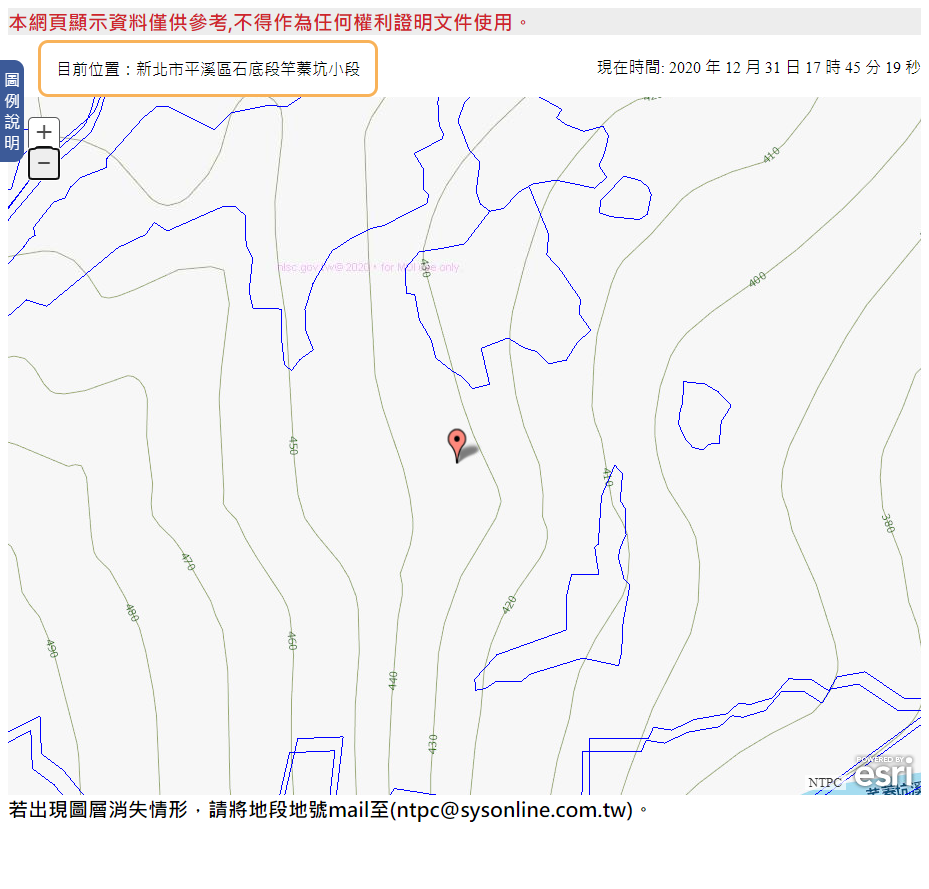 本網頁顯示資料僅供參考,不得作為任何權利證明文件使用。
目前位置：新北市平溪區石底段竿蓁坑小段
現在時間: 2020 年 12 月 31 日 17 時 45 分 19 秒
圖例說明
+
−
410
nlsc.gov.tw© 2020・for MOI use only
430
400
450
410
380
470
420
480
460
490
440
430
POWERED BY
esri
NTPC
若出現圖層消失情形，請將地段地號mail至(ntpc@sysonline.com.tw)。